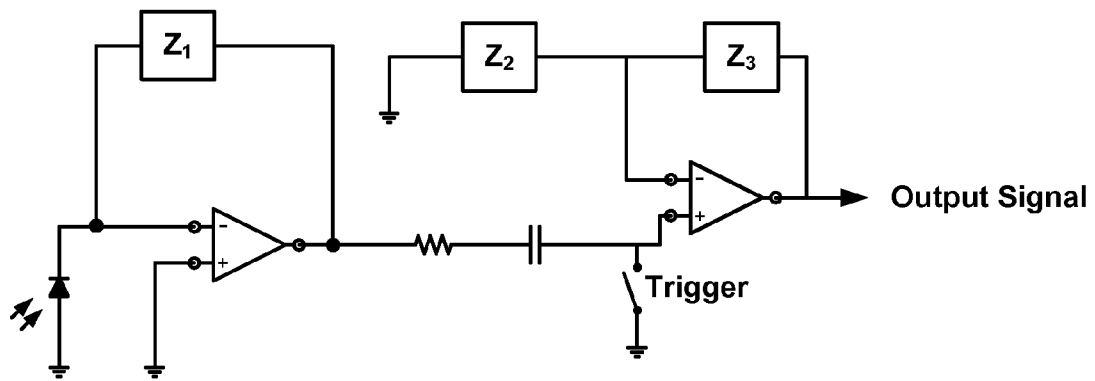 Z₁
Z₂
Z₃
-
+
-
+
Output Signal
Trigger